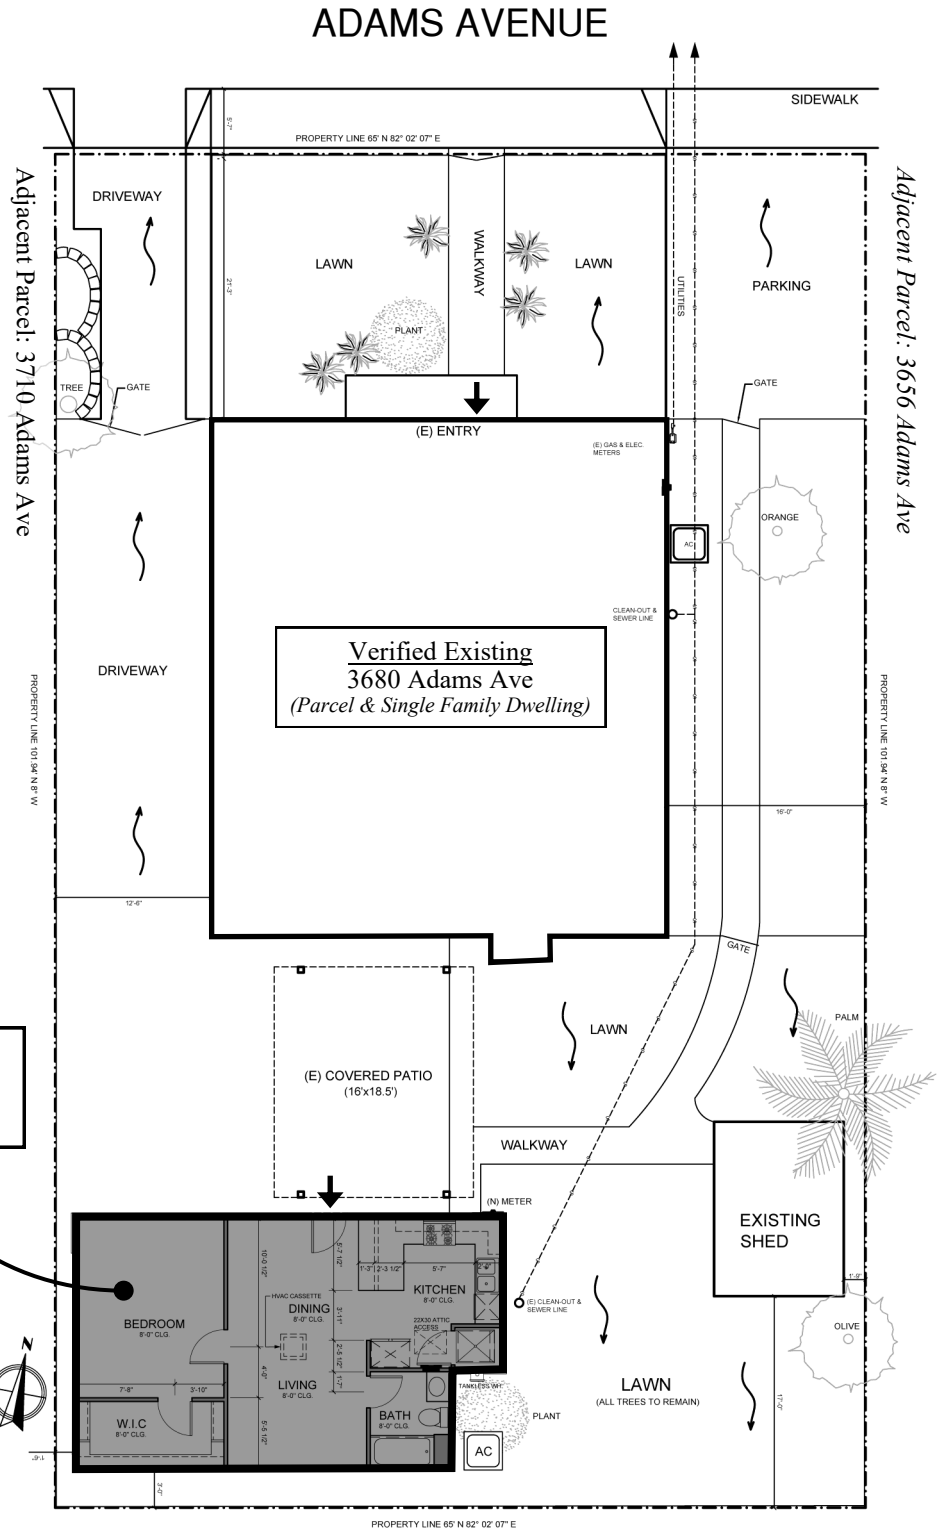 ADAMS AVENUE
SIDEWALK
5'-7"
PROPERTY LINE 65' N 82° 02' 07" E
Adjacent Parcel: 3710 Adams Ave
Adjacent Parcel: 3656 Adams Ave
DRIVEWAY
LAWN
WALKWAY
LAWN
UTILITIES
PARKING
21'-3"
PLANT
TREE
GATE
GATE
(E) ENTRY
(E) GAS & ELEC.
METERS
ORANGE
AC
CLEAN-OUT &
SEWER LINE
Verified Existing
3680 Adams Ave
(Parcel & Single Family Dwelling)
DRIVEWAY
PROPERTY LINE 101.94' N 8° W
PROPERTY LINE 101.94' N 8° W
16'-0"
12'-6"
GATE
LAWN
PALM
(E) COVERED PATIO
(16'x18.5')
WALKWAY
(N) METER
EXISTING
SHED
1'-9"
10'-0 1/2"
5'-7 1/2"
1'-3"
2'-3 1/2"
5'-7"
KITCHEN
8'-0" CLG.
HVAC CASSETTE
DINING
8'-0" CLG.
3'-11"
22X30 ATTIC
ACCESS
(E) CLEAN-OUT &
SEWER LINE
BEDROOM
8'-0" CLG.
OLIVE
N
2'-5 1/2"
4'-0"
1'-7"
LIVING
8'-0" CLG.
7'-8"
3'-10"
TANKLESS WH
LAWN
(ALL TREES TO REMAIN)
17'-0"
W.I.C
8'-0" CLG.
5'-5 1/2"
BATH
8'-0" CLG.
PLANT
AC
1'-6"
3'-0"
PROPERTY LINE 65' N 82° 02' 07" E